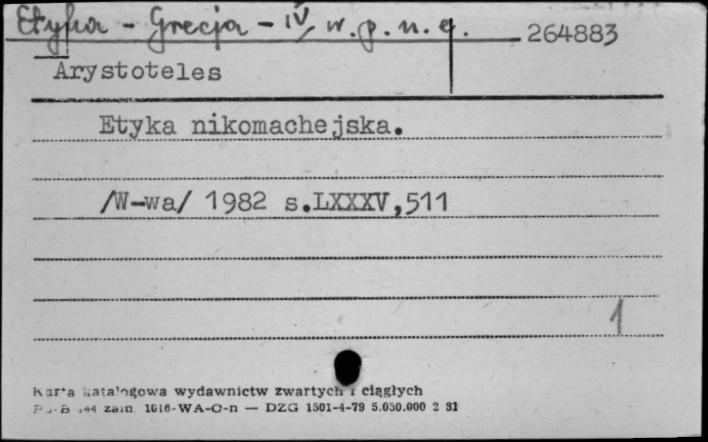 Etyka - Grecja - IV w. p. n. e. 264883
Arystoteles
Etyka nikomachejska.
/W-wa/ 1982 s.LXXXV,511
1
Karta katalogowa wydawnictw zwartych i ciągłych
zam. 1616-WA-O-n — DZG 1501-4-79 5.050.000 2 81